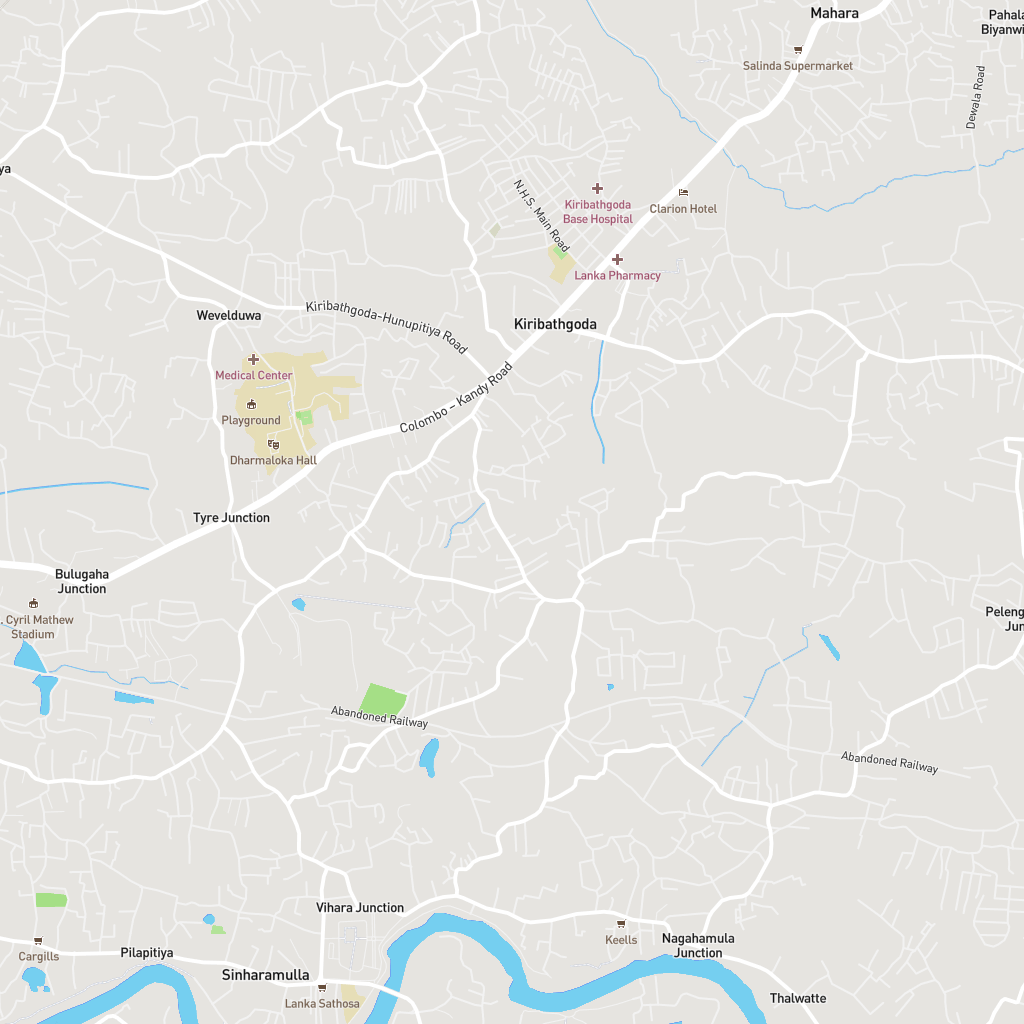 Mahara
Pahala
Biyanwi
Salinda Supermarket
Dewala Road
ya
N.H.S. Main Road
Kiribathgoda
Base Hospital
Clarion Hotel
Lanka Pharmacy
Kiribathgoda-Hunupitiya Road
Wevelduwa
Kiribathgoda
Medical Center
Colombo – Kandy Road
Playground
Dharmaloka Hall
Tyre Junction
Bulugaha
Junction
. Cyril Mathew
Stadium
Peleng
Jun
Abandoned Railway
Abandoned Railway
Vihara Junction
Keells
Nagahamula
Junction
Cargills
Pilapitiya
Sinharamulla
Lanka Sathosa
Thalwatte